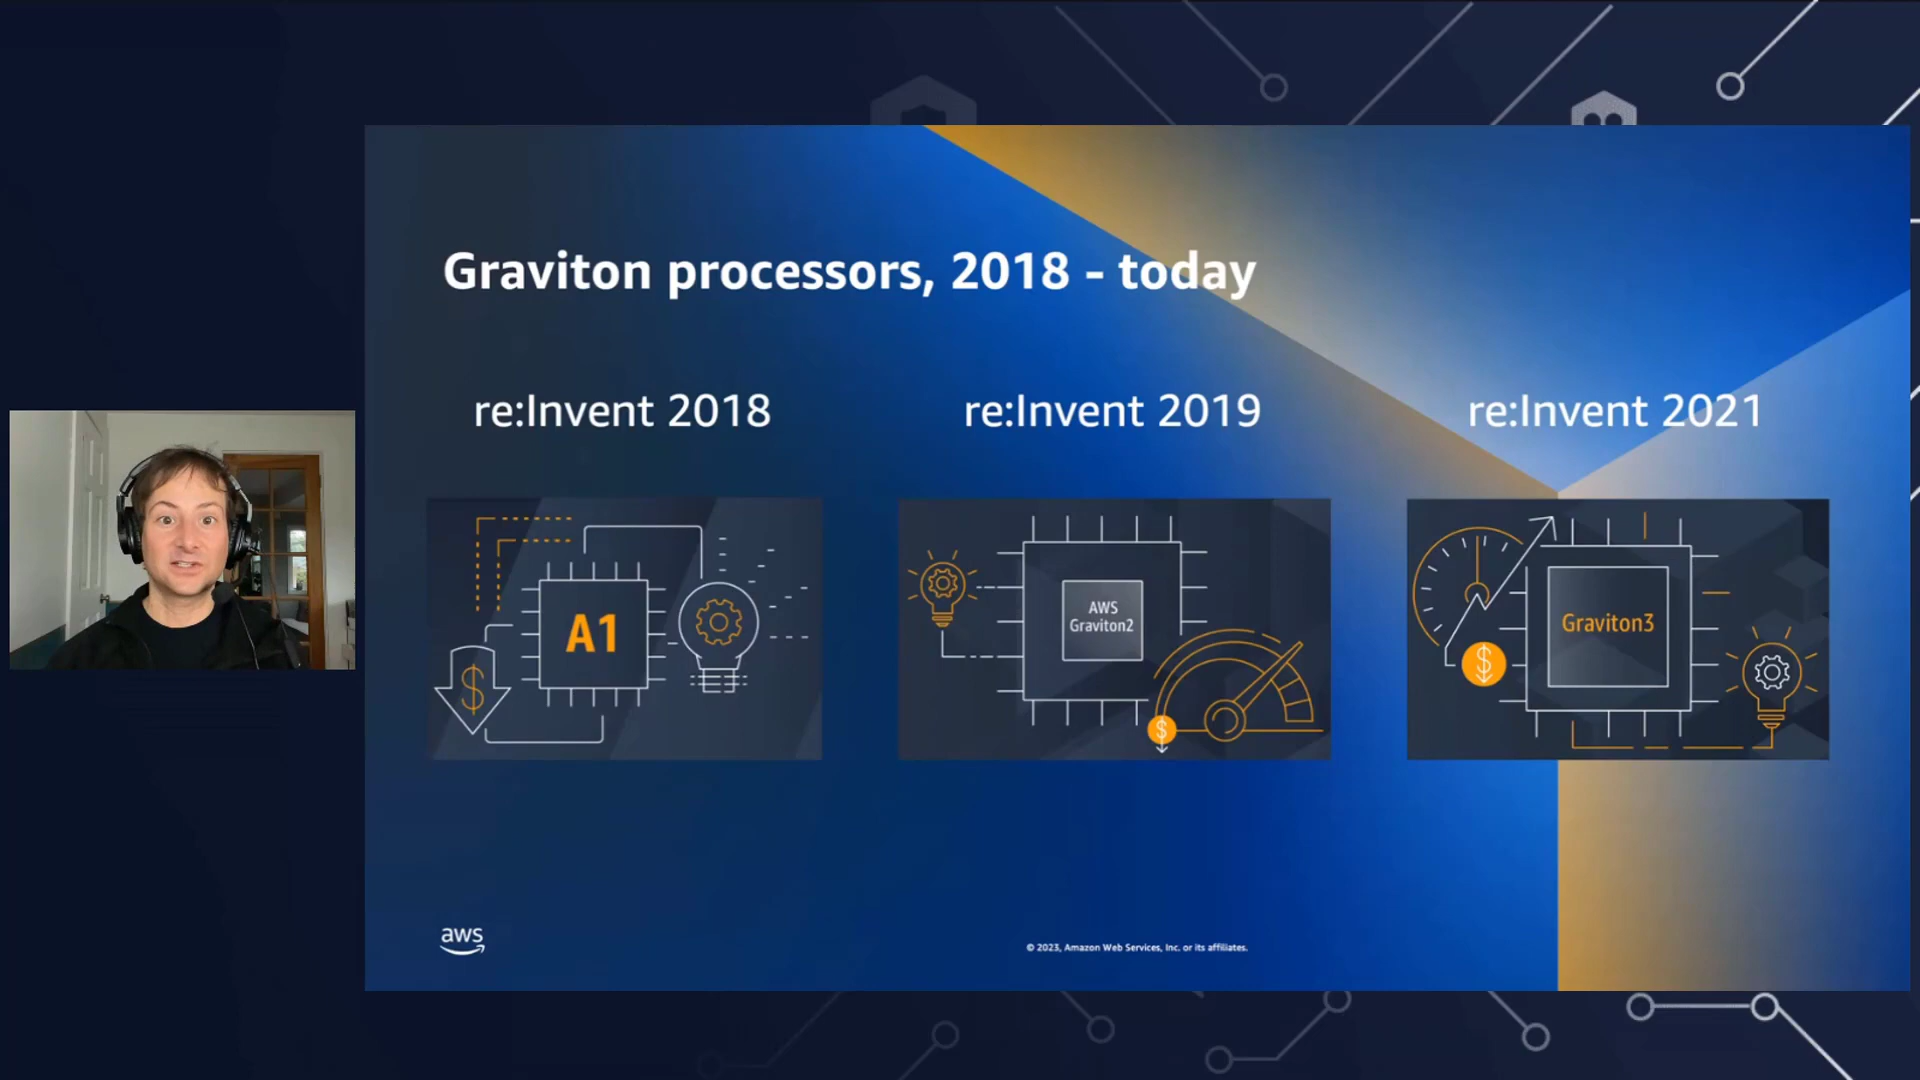 Graviton processors, 2018 - today
re:Invent 2018
re:Invent 2019
re:Invent 2021
A1
AWS
Graviton2
Graviton3
$
$
$
aws
© 2023, Amazon Web Services, Inc. or its affiliates.